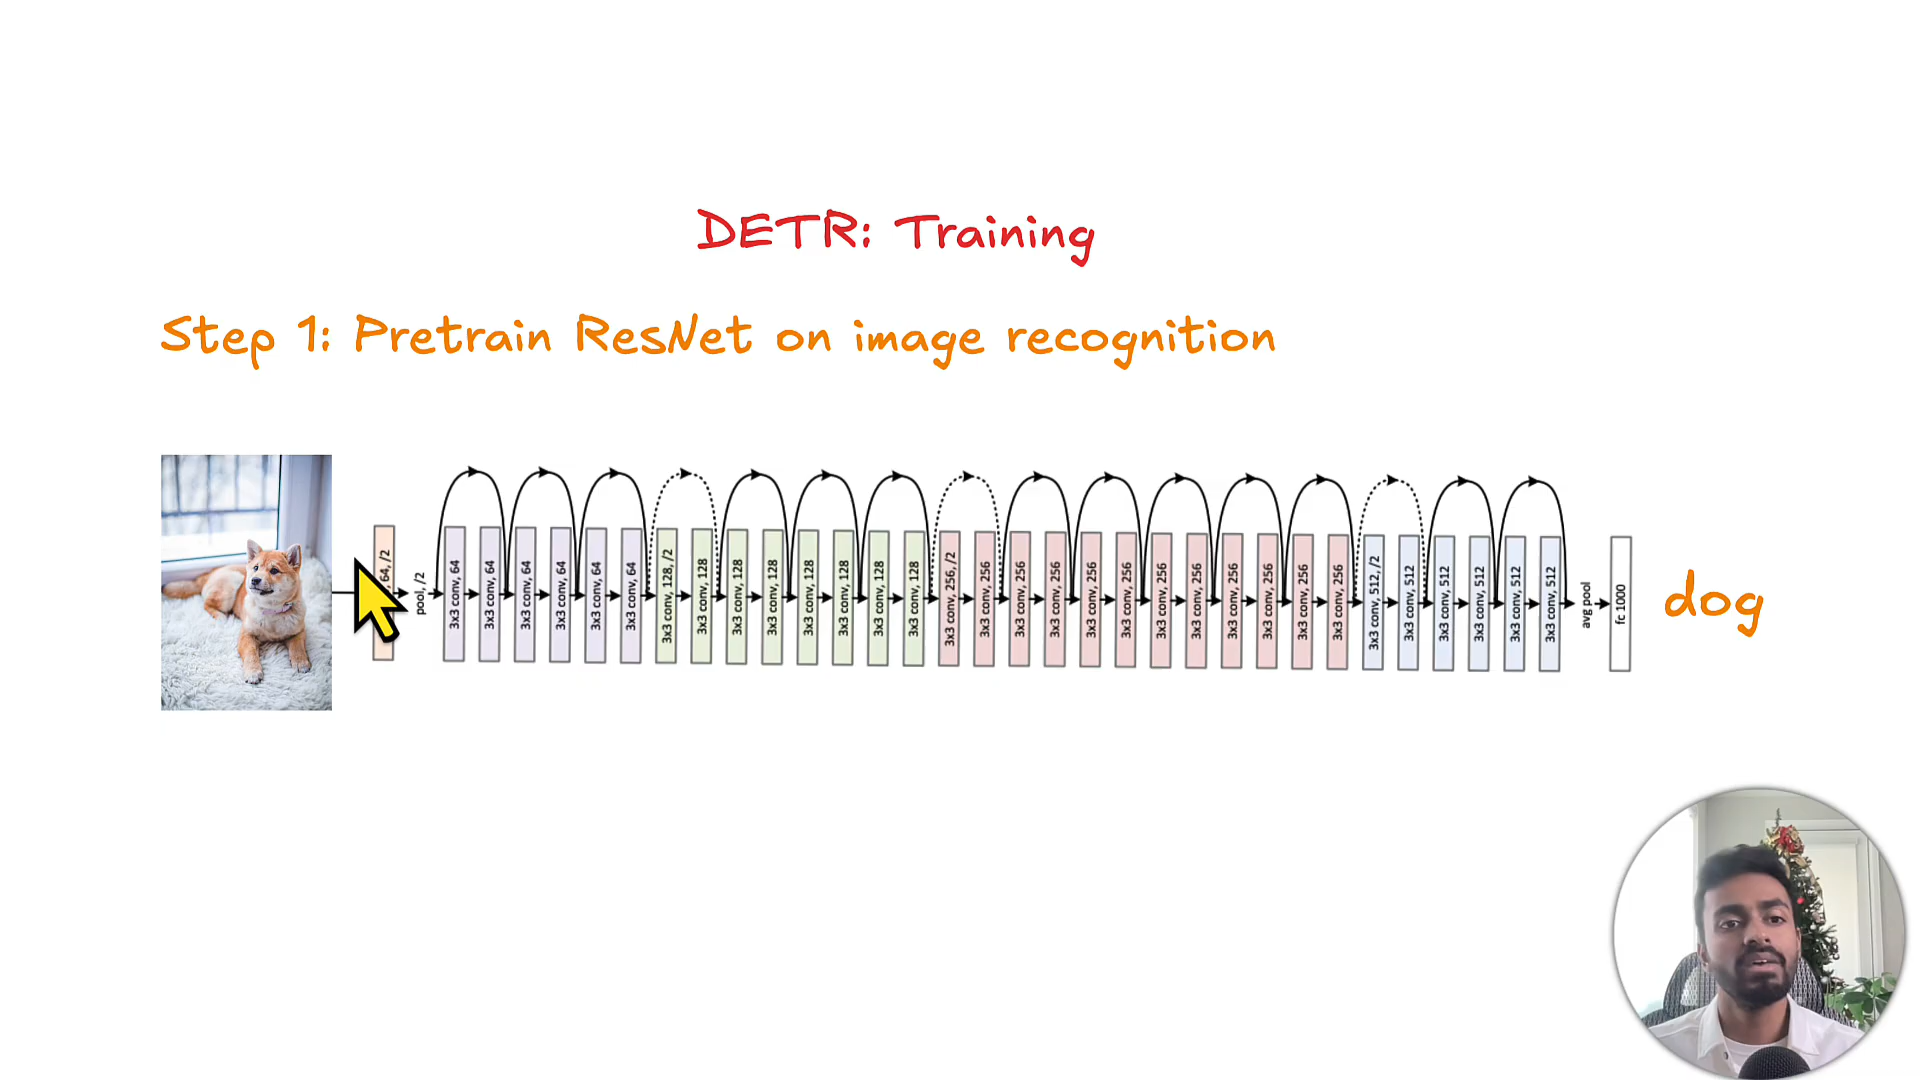 DETR: Training
Step 1: Pretrain ResNet on image recognition
64, /2
pool, /2
3x3 conv, 64
3x3 conv, 64
3x3 conv, 64
3x3 conv, 64
3x3 conv, 64
3x3 conv, 64
3x3 conv, 128, /2
3x3 conv, 128
3x3 conv, 128
3x3 conv, 128
3x3 conv, 128
3x3 conv, 128
3x3 conv, 128
3x3 conv, 128
3x3 conv, 256, /2
3x3 conv, 256
3x3 conv, 256
3x3 conv, 256
3x3 conv, 256
3x3 conv, 256
3x3 conv, 256
3x3 conv, 256
3x3 conv, 256
3x3 conv, 256
3x3 conv, 256
3x3 conv, 256
3x3 conv, 512, /2
3x3 conv, 512
3x3 conv, 512
3x3 conv, 512
3x3 conv, 512
3x3 conv, 512
avg pool
fc 1000
dog